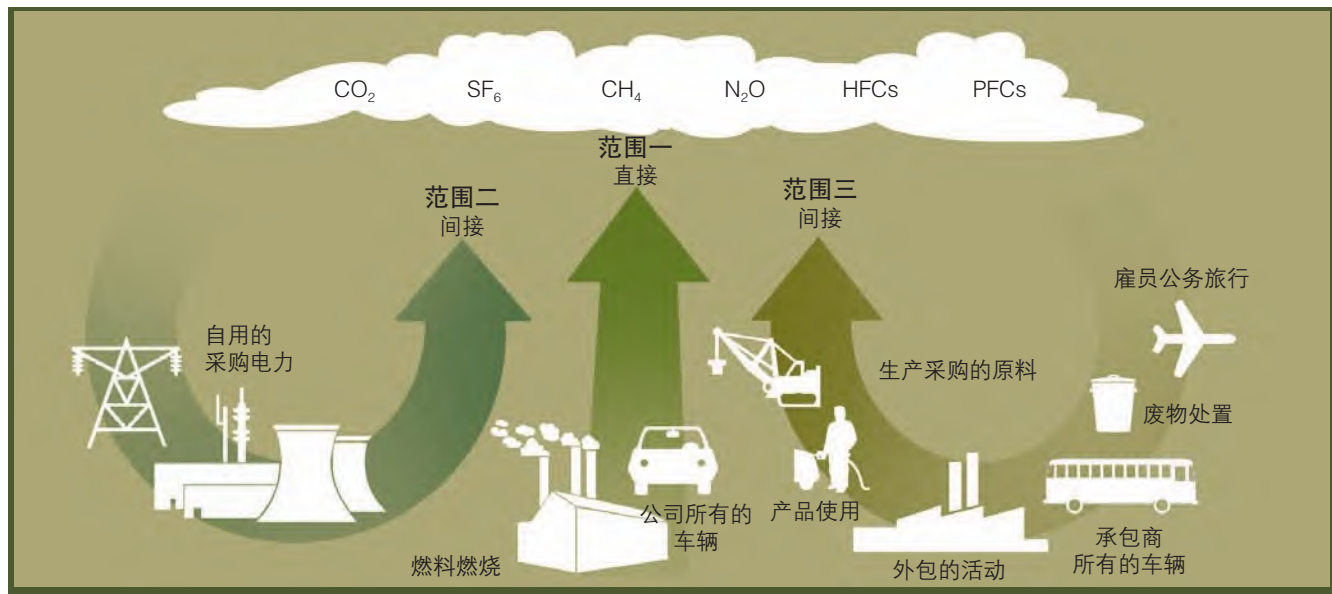 CO₂ SF₆ CH₄ N₂O HFCs PFCs
范围一
直接
范围二
间接
范围三
间接
自用的
采购电力
燃料燃烧
公司所有的
车辆
产品使用
生产采购的原料
外包的活动
雇员公务旅行
废物处置
承包商
所有的车辆